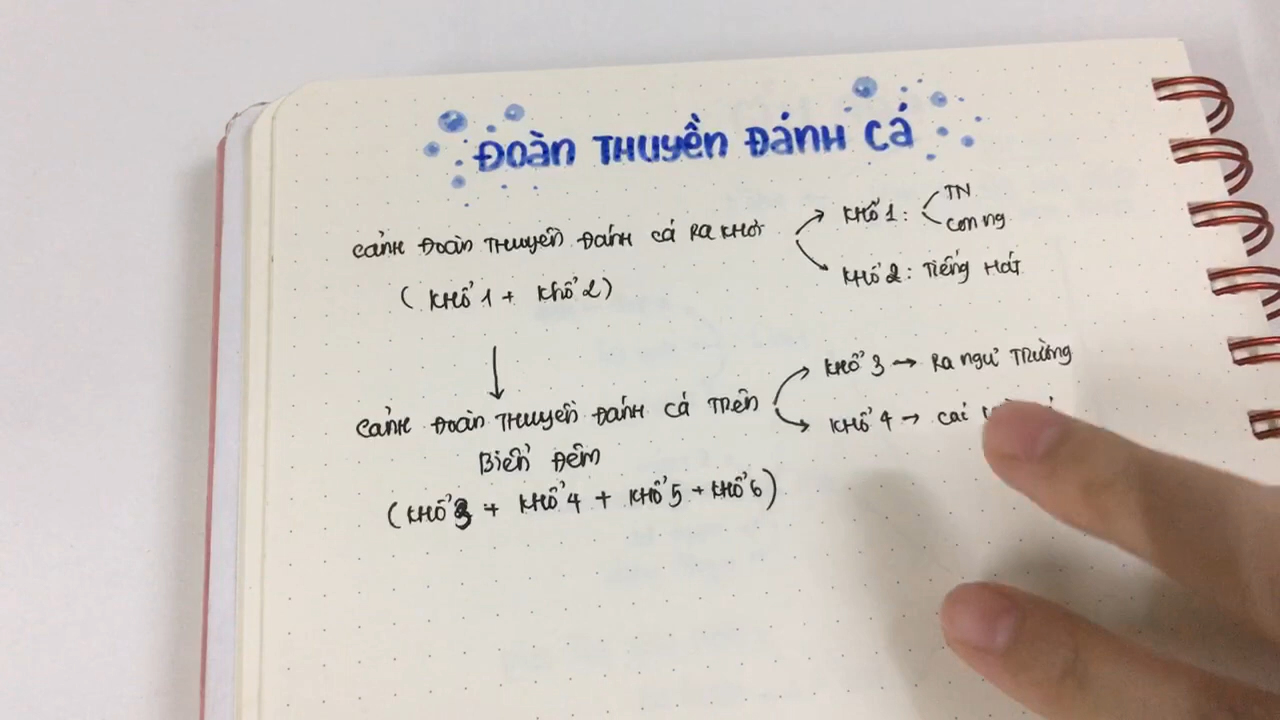 ĐOÀN THUYỀN ĐÁNH CÁ
CẢNH ĐOÀN THUYỀN ĐÁNH CÁ RA KHƠI
(KHỔ 1 + KHỔ 2)
KHỔ 1:
TN
CON NG
KHỔ 2: TIẾNG HÁT
CẢNH ĐOÀN THUYỀN ĐÁNH CÁ TRÊN
BIỂN ĐÊM
(KHỔ 3 + KHỔ 4 + KHỔ 5 + KHỔ 6)
KHỔ 3 → RA NGƯ TRƯỜNG
KHỔ 4 →